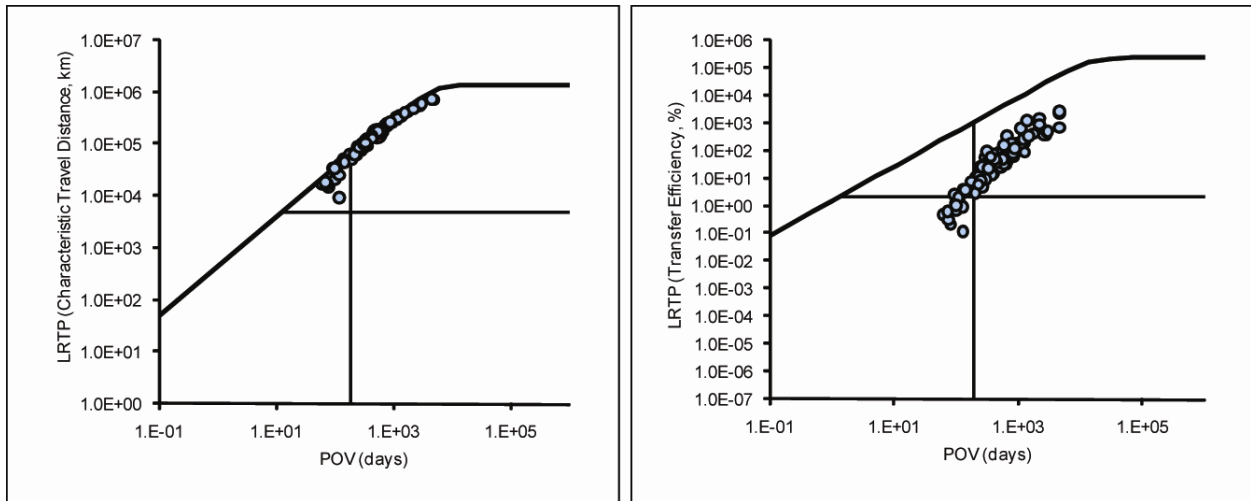 LRTP (Characteristic Travel Distance, km)
1.0E+07
1.0E+06
1.0E+05
1.0E+04
1.0E+03
1.0E+02
1.0E+01
1.0E+00
1.E-01
1.E+01
1.E+03
1.E+05
POV (days)
LRTP (Transfer Efficiency, %)
1.0E+06
1.0E+05
1.0E+04
1.0E+03
1.0E+02
1.0E+01
1.0E+00
1.0E-01
1.0E-02
1.0E-03
1.0E-04
1.0E-05
1.0E-06
1.0E-07
1.E-01
1.E+01
1.E+03
1.E+05
POV (days)